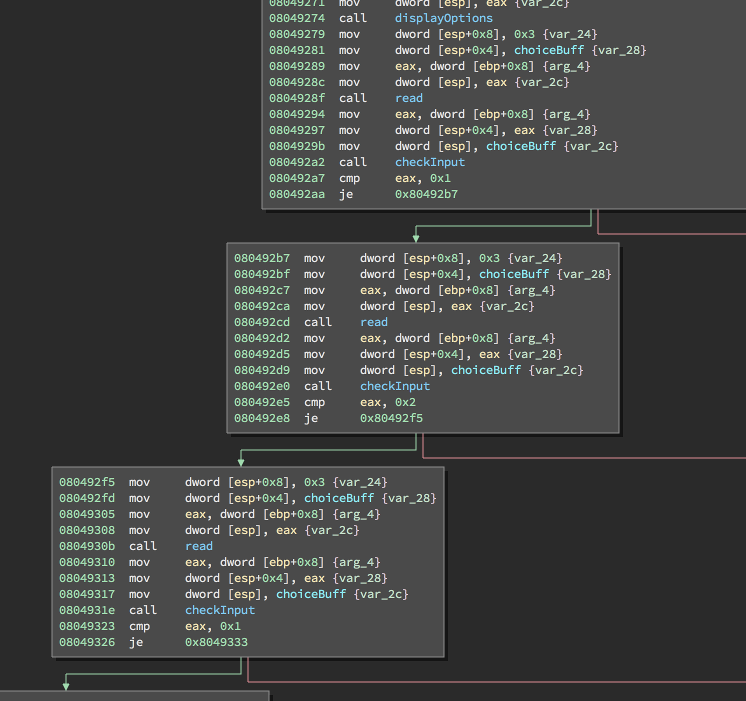 08049271 mov dword [esp], eax {var_2c}
08049274 call displayOptions
08049279 mov dword [esp+0x8], 0x3 {var_24}
08049281 mov dword [esp+0x4], choiceBuff {var_28}
08049289 mov eax, dword [ebp+0x8] {arg_4}
0804928c mov dword [esp], eax {var_2c}
0804928f call read
08049294 mov eax, dword [ebp+0x8] {arg_4}
08049297 mov dword [esp+0x4], eax {var_28}
0804929b mov dword [esp], choiceBuff {var_2c}
080492a2 call checkInput
080492a7 cmp eax, 0x1
080492aa je 0x80492b7
080492b7 mov dword [esp+0x8], 0x3 {var_24}
080492bf mov dword [esp+0x4], choiceBuff {var_28}
080492c7 mov eax, dword [ebp+0x8] {arg_4}
080492ca mov dword [esp], eax {var_2c}
080492cd call read
080492d2 mov eax, dword [ebp+0x8] {arg_4}
080492d5 mov dword [esp+0x4], eax {var_28}
080492d9 mov dword [esp], choiceBuff {var_2c}
080492e0 call checkInput
080492e5 cmp eax, 0x2
080492e8 je 0x80492f5
080492f5 mov dword [esp+0x8], 0x3 {var_24}
080492fd mov dword [esp+0x4], choiceBuff {var_28}
08049305 mov eax, dword [ebp+0x8] {arg_4}
08049308 mov dword [esp], eax {var_2c}
0804930b call read
08049310 mov eax, dword [ebp+0x8] {arg_4}
08049313 mov dword [esp+0x4], eax {var_28}
08049317 mov dword [esp], choiceBuff {var_2c}
0804931e call checkInput
08049323 cmp eax, 0x1
08049326 je 0x8049333